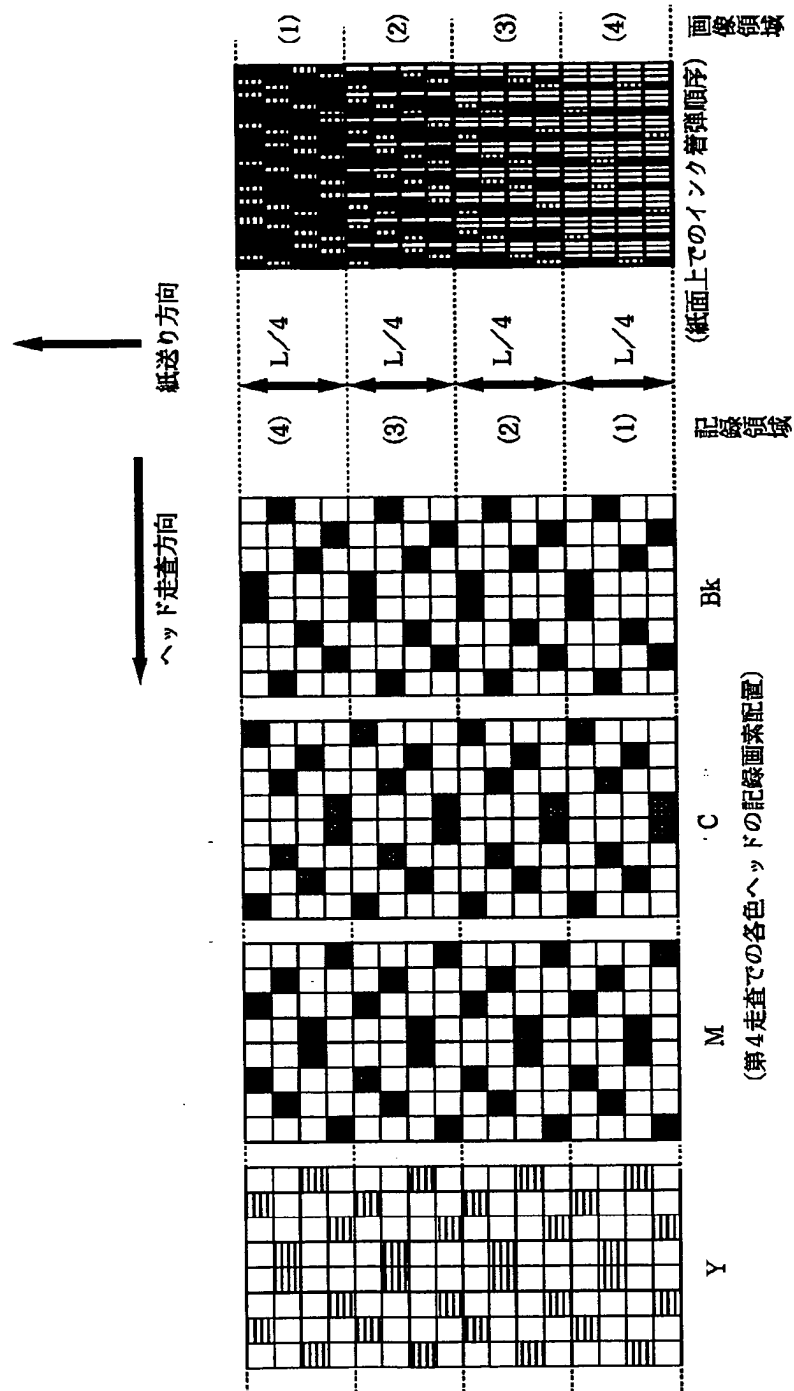 ヘッド走査方向
紙送り方向
記録領域
画像領域
(4)
L/4
(1)
(3)
L/4
(2)
(2)
L/4
(3)
(1)
L/4
(4)
Y
M
C
Bk
(第4走査での各色ヘッドの記録画素配置)
(紙面上でのインク着弾順序)